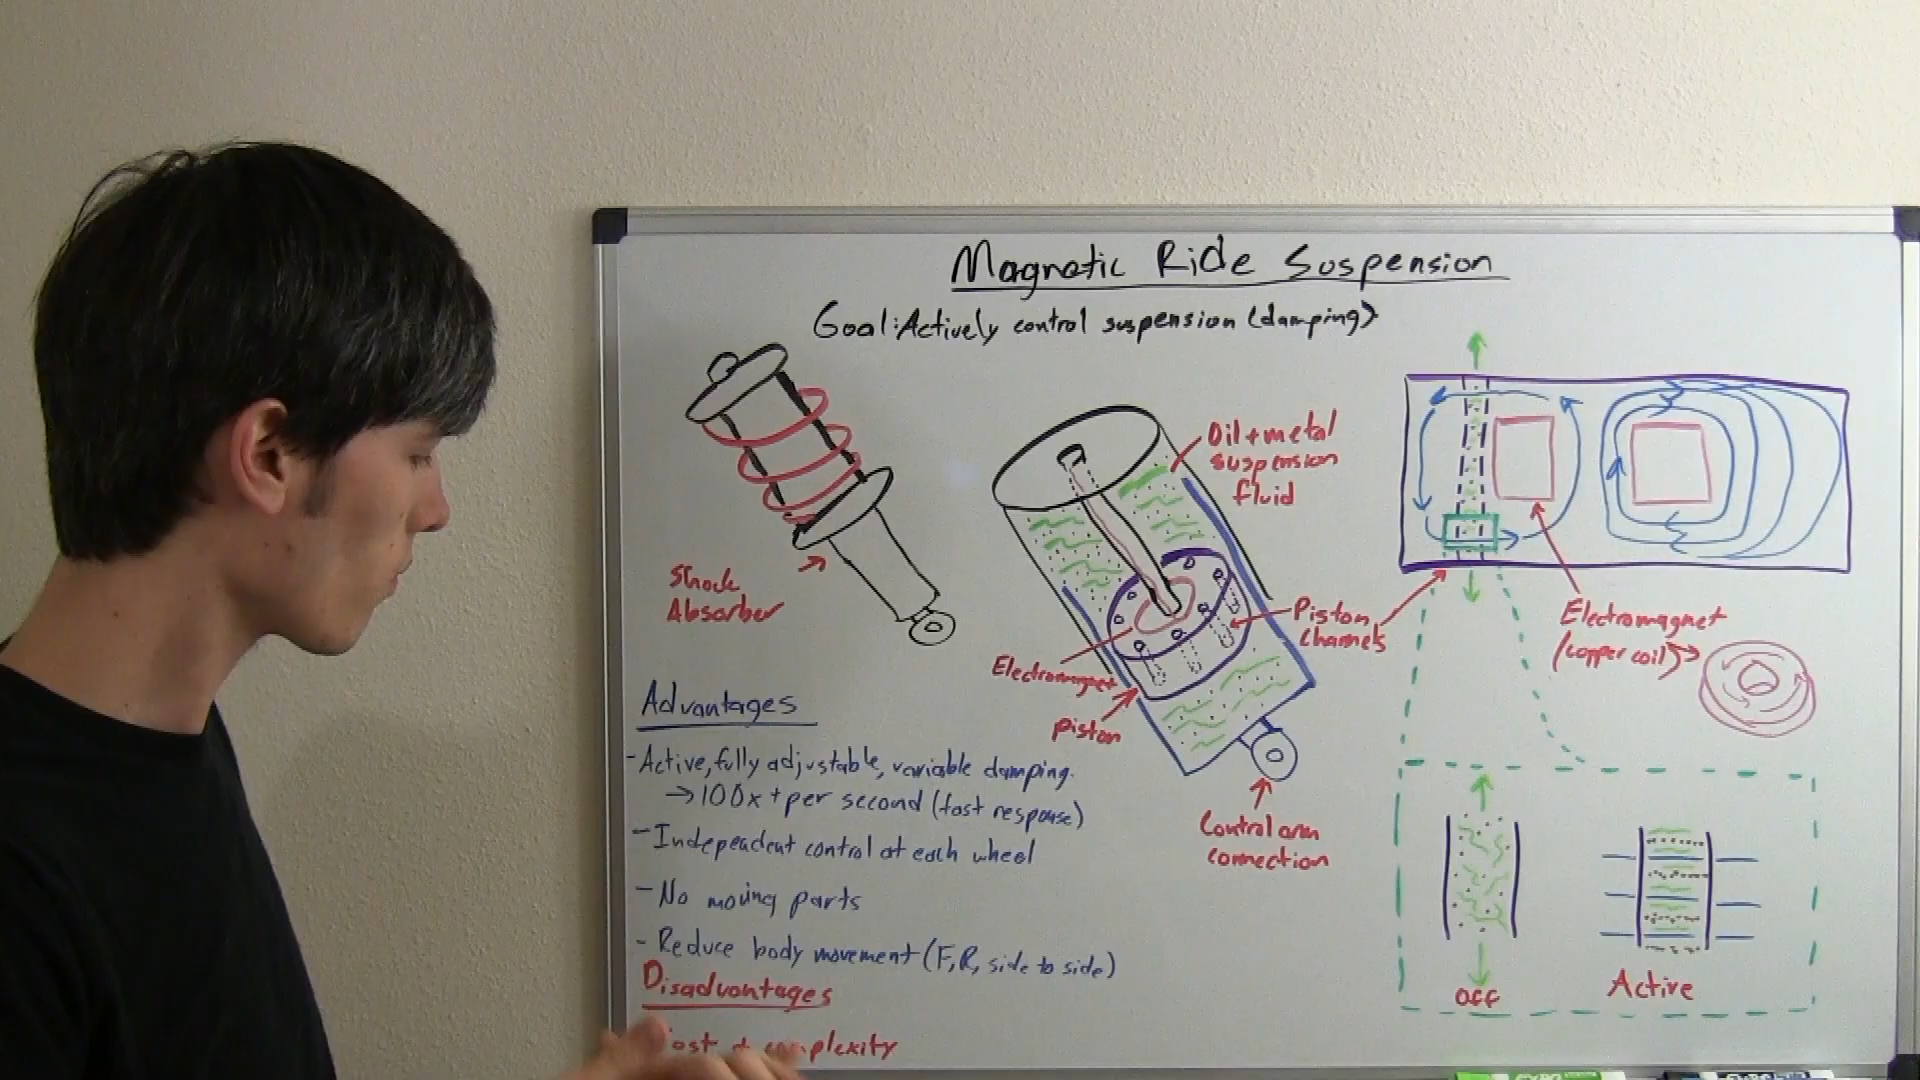 Magnetic Ride Suspension
Goal: Actively control suspension (damping)
Shock
Absorber
Oil + metal
suspension
fluid
Piston
channels
Electromagnet
piston
Control arm
connection
Electromagnet
(copper coil)
OFF
Active
Advantages
- Active, fully adjustable, variable damping.
→ 100x + per second (fast response)
- Independent control at each wheel
- No moving parts
- Reduce body movement (F, R, side to side)
Disadvantages
complexity